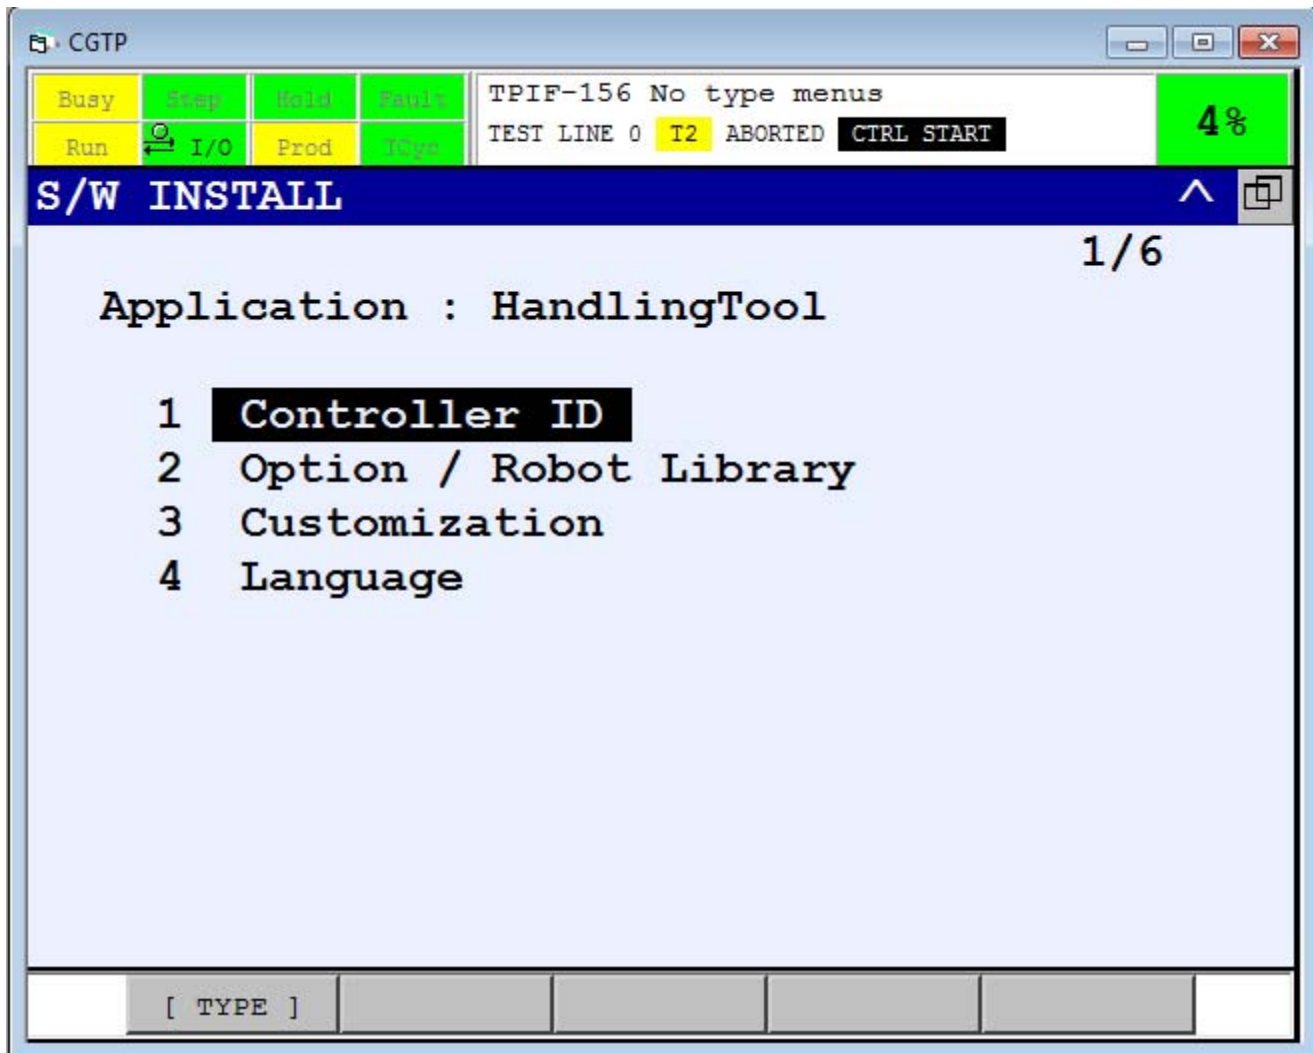 CGTP
Busy Step Hold Fault
Run I/O Prod TCyc
TPIF-156 No type menus
TEST LINE 0 T2 ABORTED CTRL START
4%
S/W INSTALL
1/6
Application : HandlingTool
1 Controller ID
2 Option / Robot Library
3 Customization
4 Language
[ TYPE ]